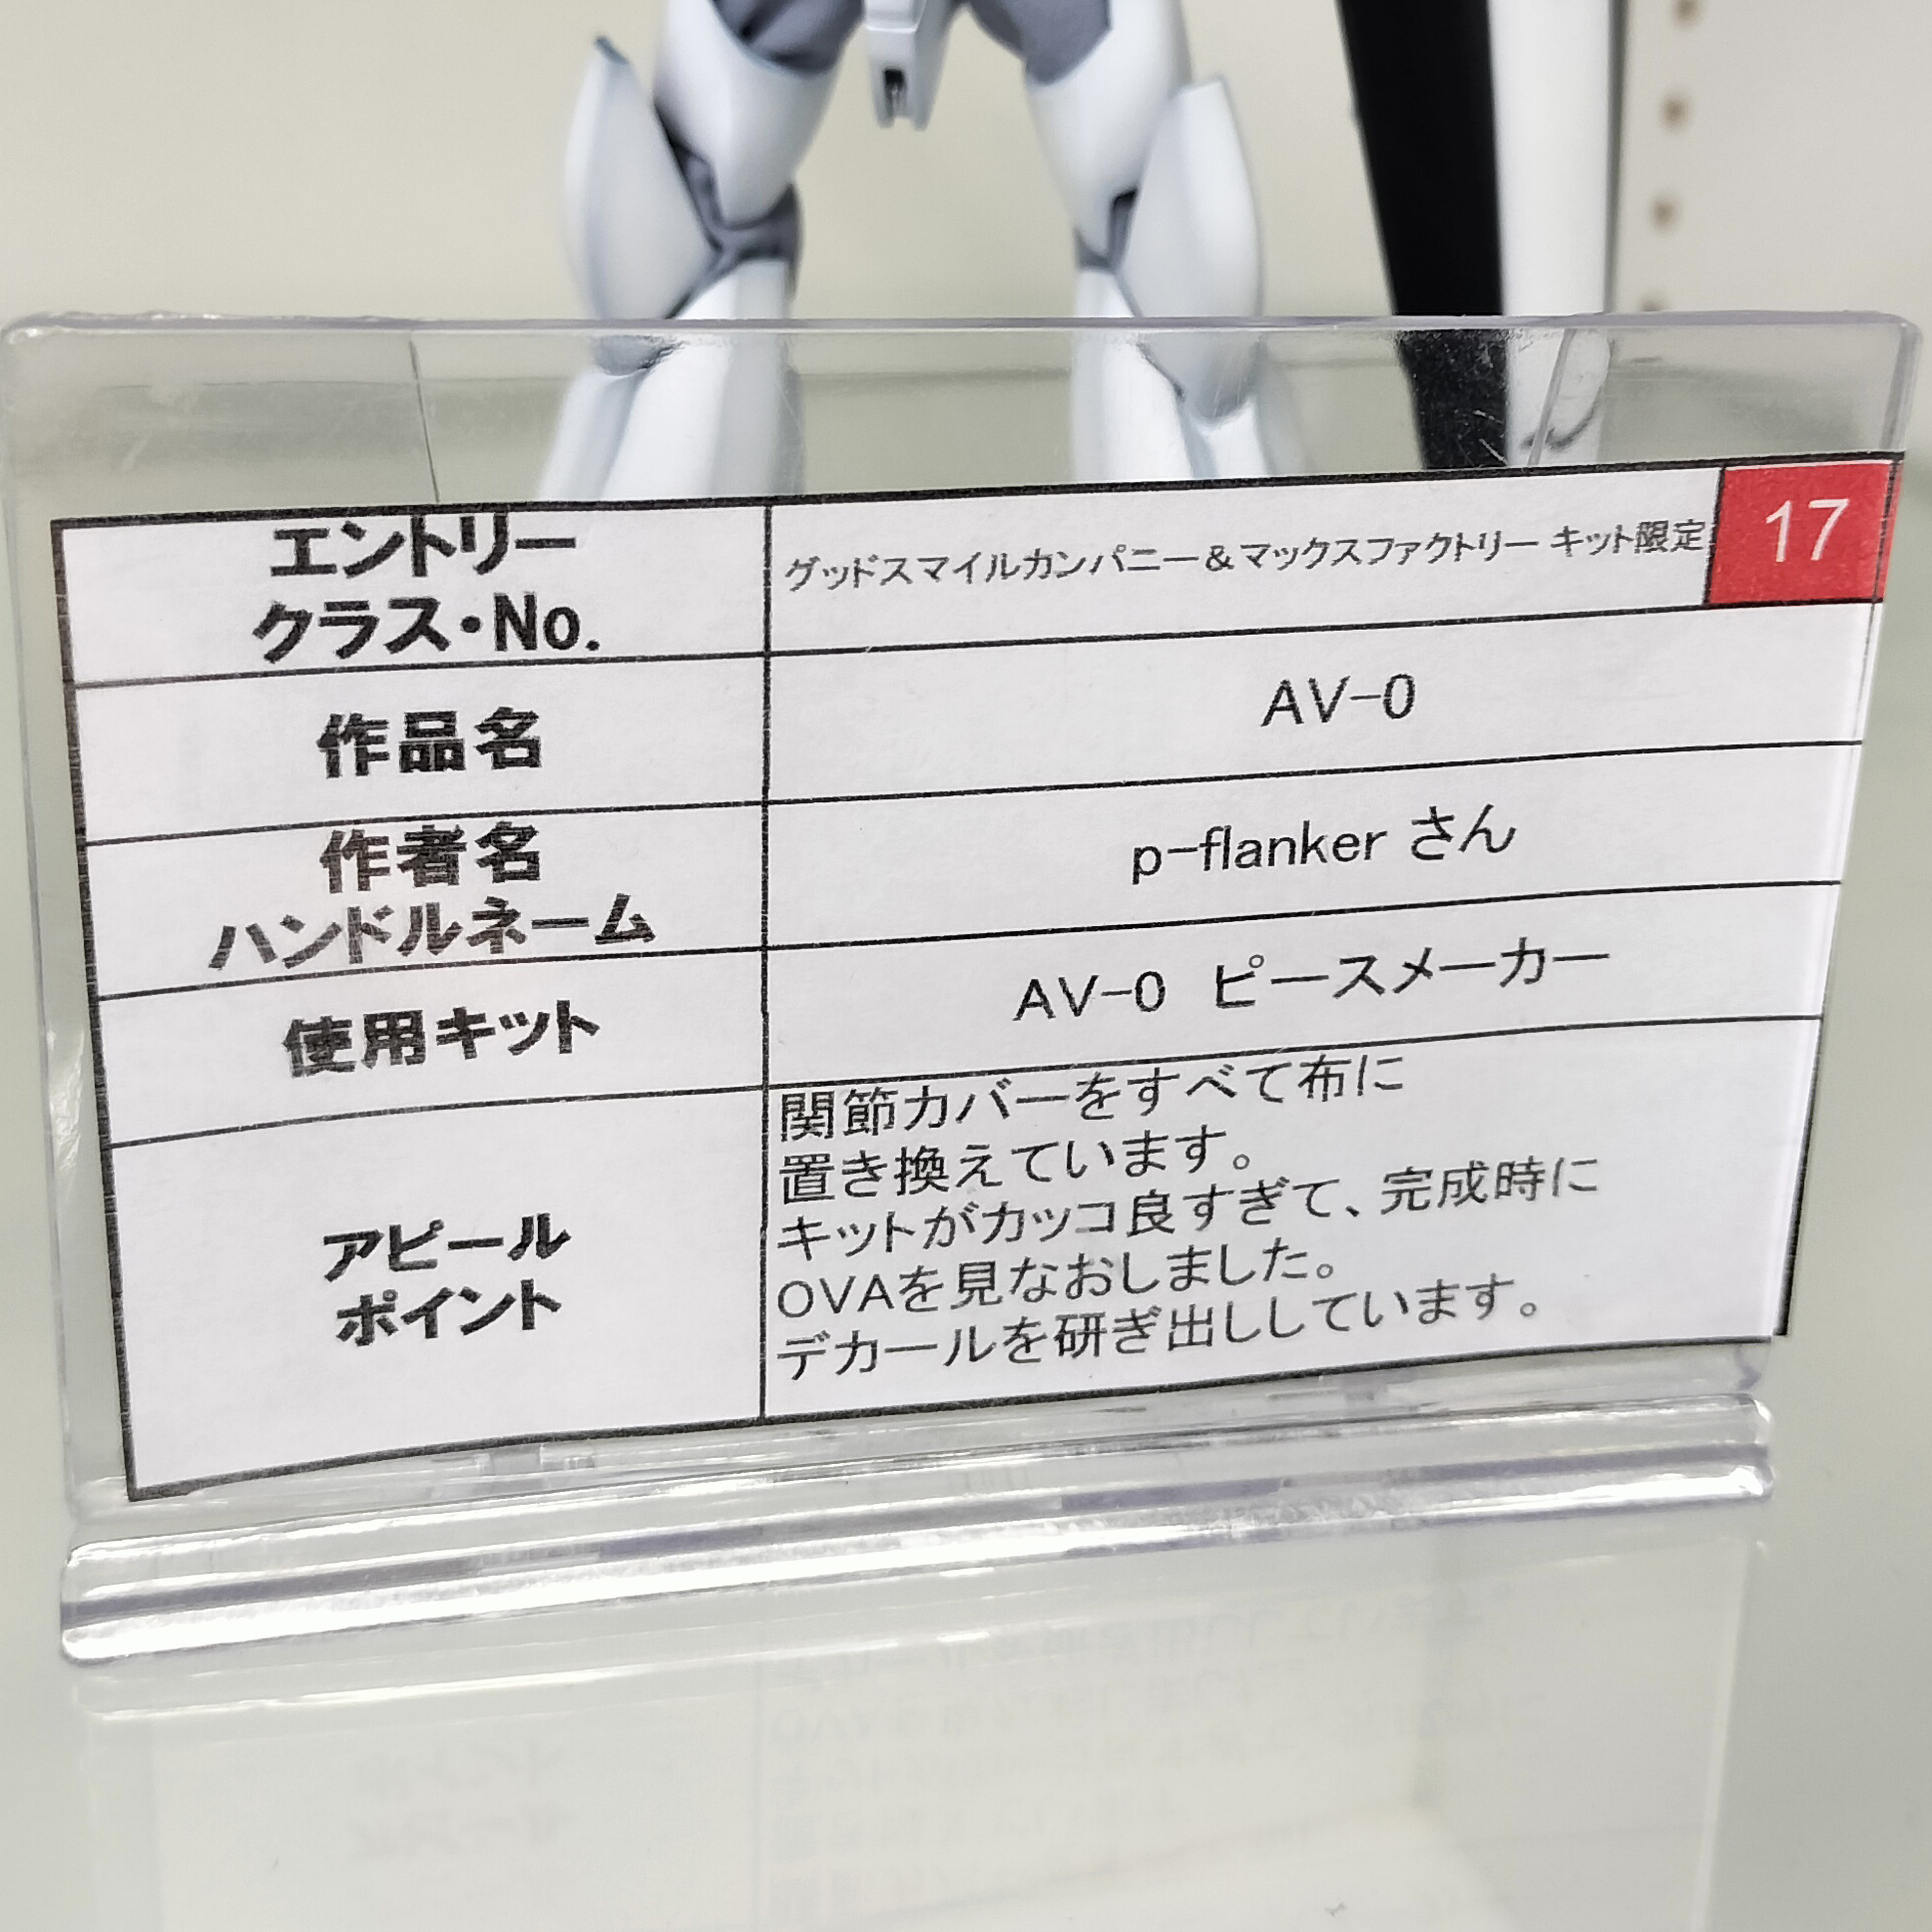 エントリー
クラス・No.
グッドスマイルカンパニー&マックスファクトリー キット限定
17
作品名
AV-0
作者名
ハンドルネーム
p-flanker さん
使用キット
AV-0 ピースメーカー
アピール
ポイント
関節カバーをすべて布に
置き換えています。
キットがカッコ良すぎて、完成時に
OVAを見なおしました。
デカールを研ぎ出ししています。